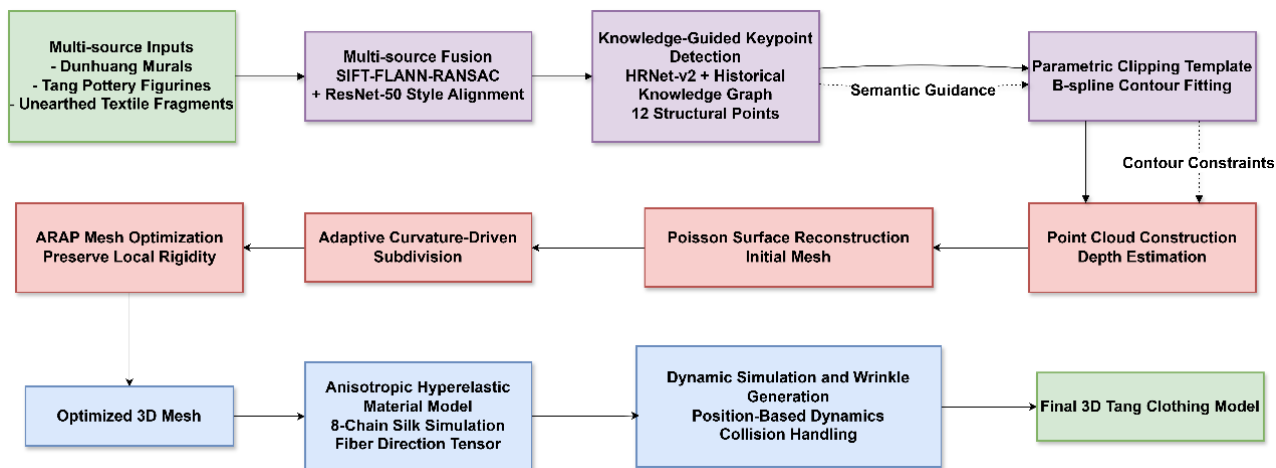 Multi-source Inputs
- Dunhuang Murals
- Tang Pottery Figurines
- Unearthed Textile Fragments
Multi-source Fusion
SIFT-FLANN-RANSAC
+ ResNet-50 Style Alignment
Knowledge-Guided Keypoint
Detection
HRNet-v2 + Historical
Knowledge Graph
12 Structural Points
Semantic Guidance
Parametric Clipping Template
B-spline Contour Fitting
Contour Constraints
Point Cloud Construction
Depth Estimation
Poisson Surface Reconstruction
Initial Mesh
Adaptive Curvature-Driven
Subdivision
ARAP Mesh Optimization
Preserve Local Rigidity
Optimized 3D Mesh
Anisotropic Hyperelastic
Material Model
8-Chain Silk Simulation
Fiber Direction Tensor
Dynamic Simulation and Wrinkle
Generation
Position-Based Dynamics
Collision Handling
Final 3D Tang Clothing Model